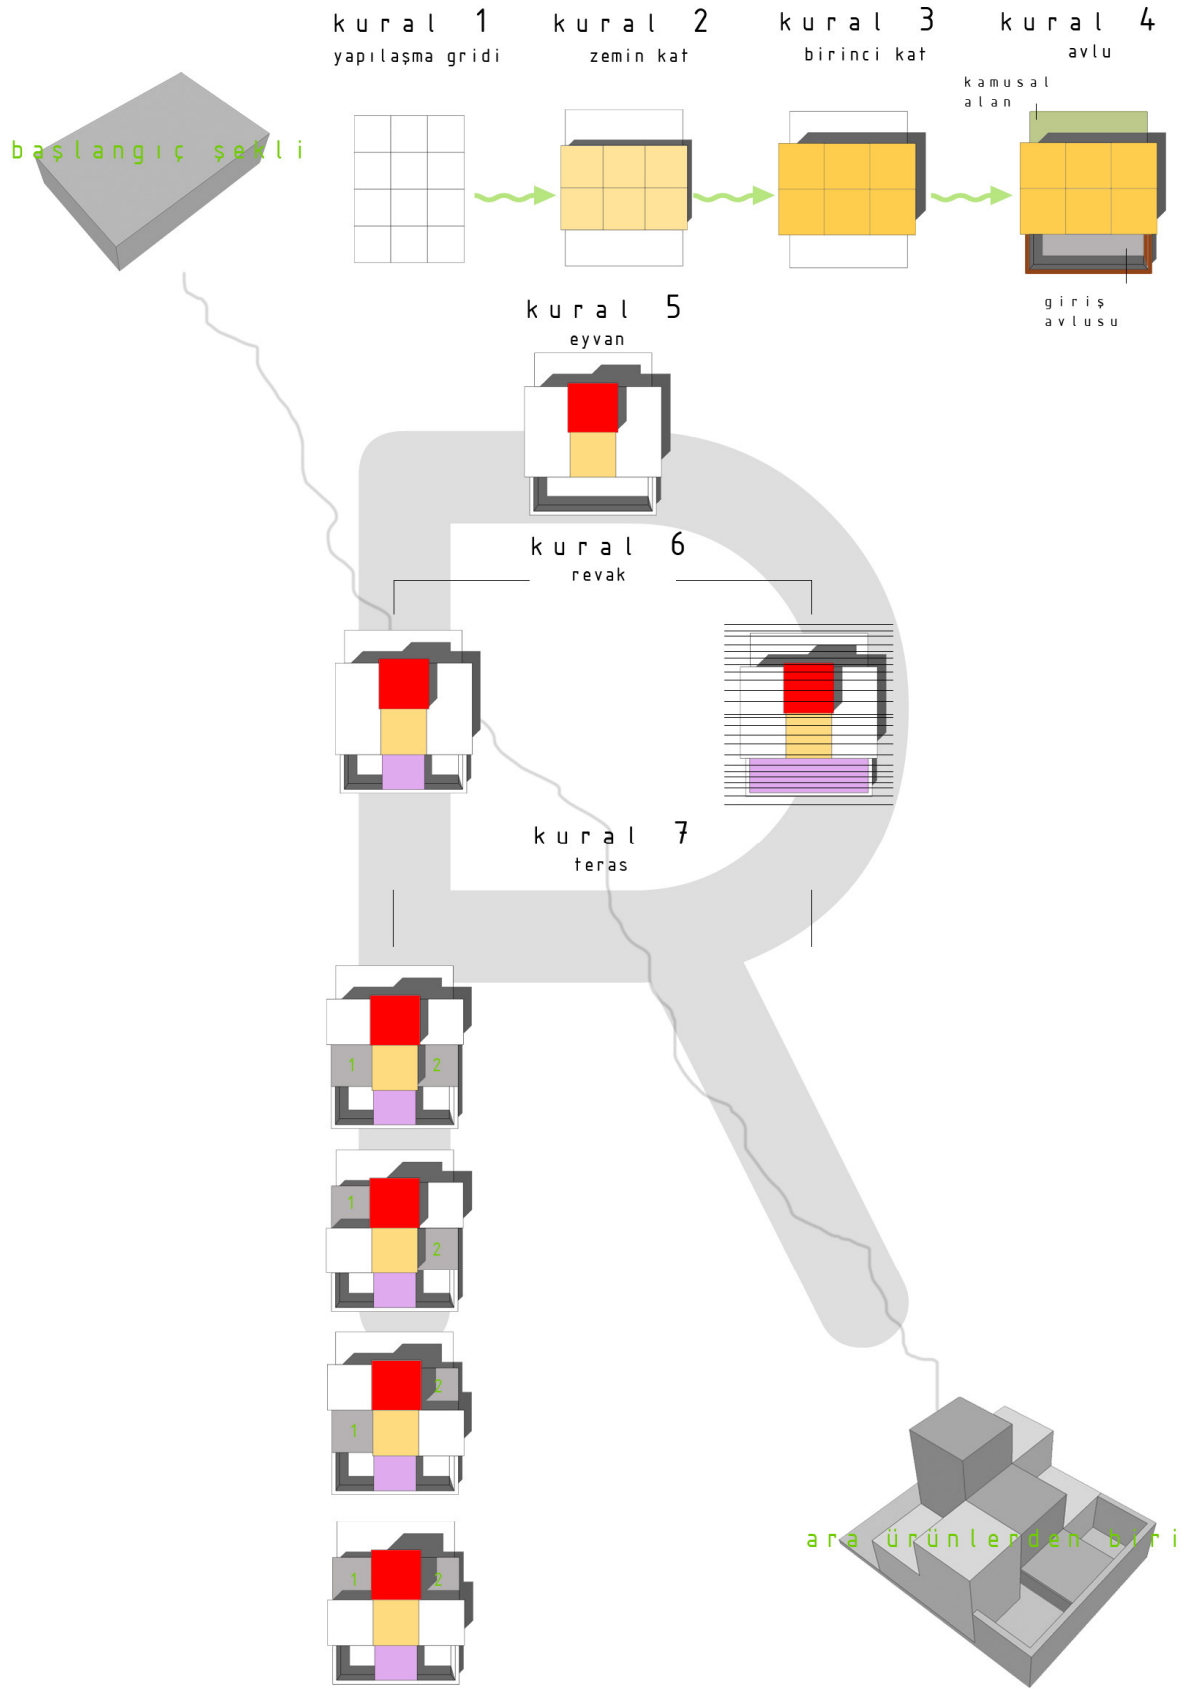 kural 1
yapılaşma gridi
kural 2
zemin kat
kural 3
birinci kat
kural 4
avlu
kamusal
alan
başlangıç şekli
giriş
avlusu
kural 5
eyvan
kural 6
revak
kural 7
teras
1 2
1
2
2
1
1 2
ara ürünlerden biri